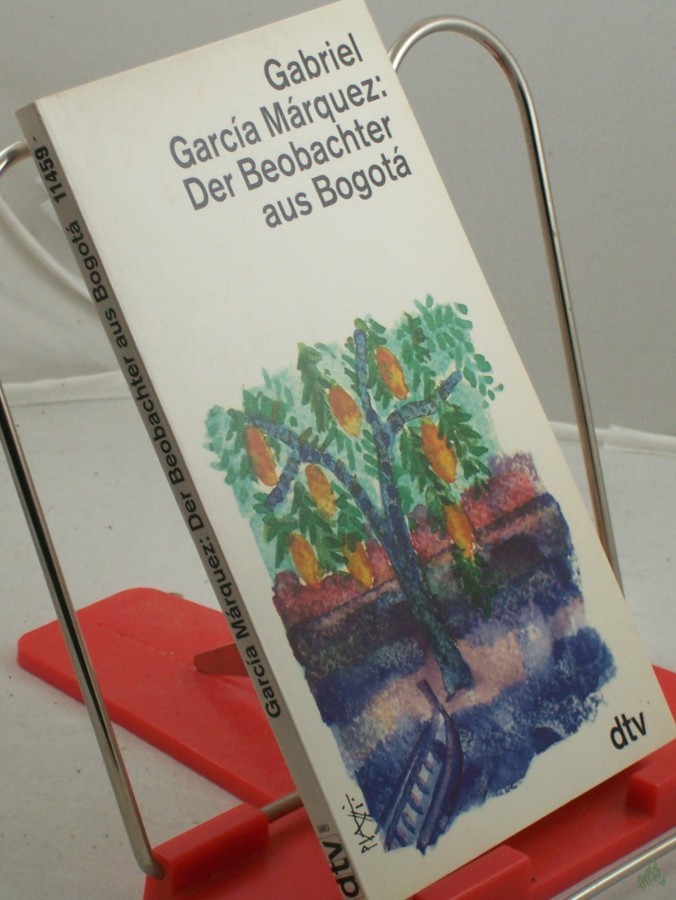 Gabriel
García Márquez:
Der Beobachter
aus Bogotá
dtv
García Márquez: Der Beobachter aus Bogotá 11459
dtv